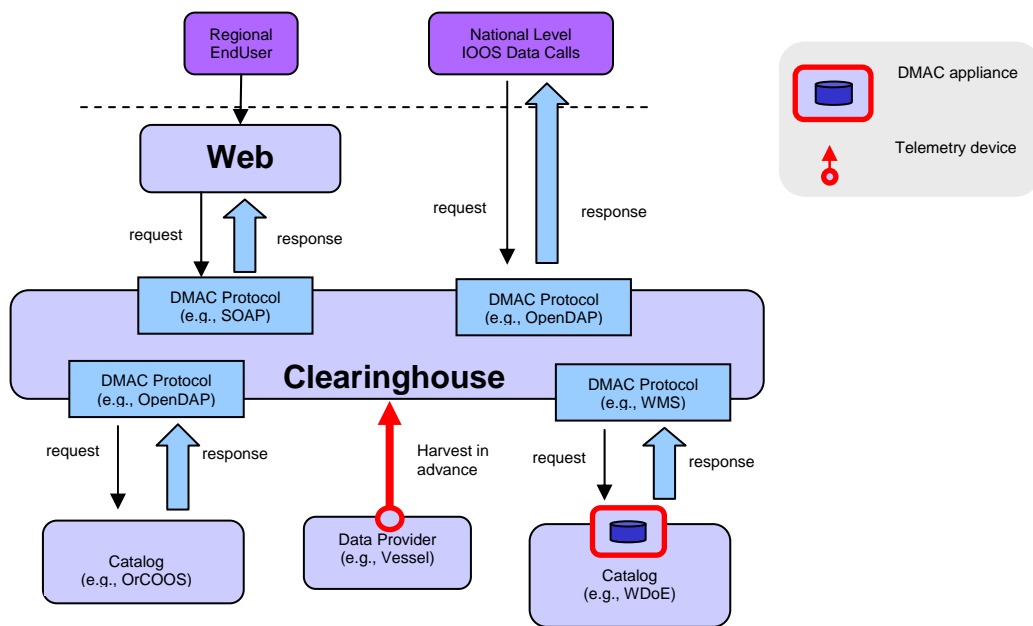 Regional
EndUser
National Level
IOOS Data Calls
DMAC appliance
Telemetry device
Web
request
response
request
response
DMAC Protocol
(e.g., SOAP)
DMAC Protocol
(e.g., OpenDAP)
Clearinghouse
DMAC Protocol
(e.g., OpenDAP)
DMAC Protocol
(e.g., WMS)
request
response
Harvest in
advance
request
response
Catalog
(e.g., OrCOOS)
Data Provider
(e.g., Vessel)
Catalog
(e.g., WDoE)